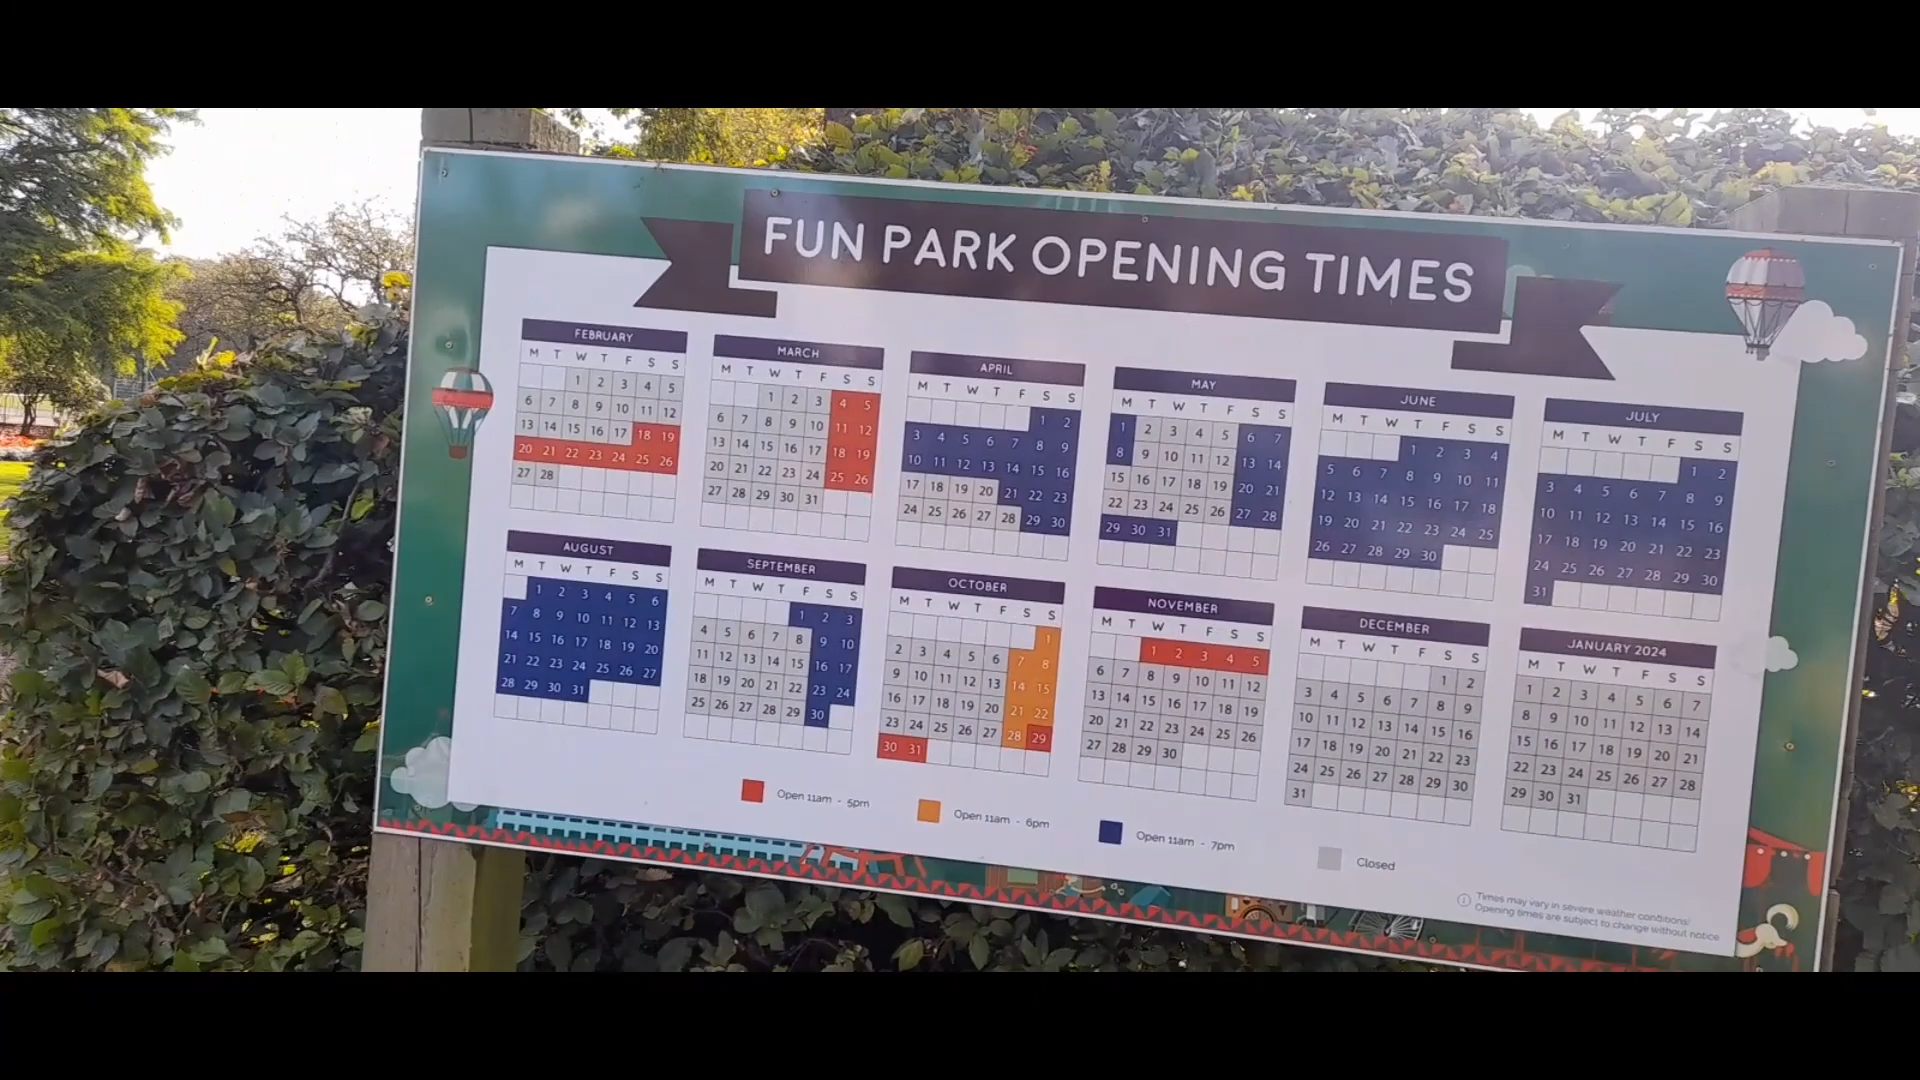 FUN PARK OPENING TIMES
FEBRUARY
M T W T F S S
1 2 3 4 5
6 7 8 9 10 11 12
13 14 15 16 17 18 19
20 21 22 23 24 25 26
27 28
MARCH
M T W T F S S
1 2 3 4 5
6 7 8 9 10 11 12
13 14 15 16 17 18 19
20 21 22 23 24 25 26
27 28 29 30 31
APRIL
M T W T F S S
1 2
3 4 5 6 7 8 9
10 11 12 13 14 15 16
17 18 19 20 21 22 23
24 25 26 27 28 29 30
MAY
M T W T F S S
1 2 3 4 5 6 7
8 9 10 11 12 13 14
15 16 17 18 19 20 21
22 23 24 25 26 27 28
29 30 31
JUNE
M T W T F S S
1 2 3 4
5 6 7 8 9 10 11
12 13 14 15 16 17 18
19 20 21 22 23 24 25
26 27 28 29 30
JULY
M T W T F S S
1 2
3 4 5 6 7 8 9
10 11 12 13 14 15 16
17 18 19 20 21 22 23
24 25 26 27 28 29 30
31
AUGUST
M T W T F S S
1 2 3 4 5 6
7 8 9 10 11 12 13
14 15 16 17 18 19 20
21 22 23 24 25 26 27
28 29 30 31
SEPTEMBER
M T W T F S S
1 2 3
4 5 6 7 8 9 10
11 12 13 14 15 16 17
18 19 20 21 22 23 24
25 26 27 28 29 30
OCTOBER
M T W T F S S
1
2 3 4 5 6 7 8
9 10 11 12 13 14 15
16 17 18 19 20 21 22
23 24 25 26 27 28 29
30 31
NOVEMBER
M T W T F S S
1 2 3 4 5
6 7 8 9 10 11 12
13 14 15 16 17 18 19
20 21 22 23 24 25 26
27 28 29 30
DECEMBER
M T W T F S S
1 2
3 4 5 6 7 8 9
10 11 12 13 14 15 16
17 18 19 20 21 22 23
24 25 26 27 28 29 30
31
JANUARY 2024
M T W T F S S
1 2 3 4 5 6 7
8 9 10 11 12 13 14
15 16 17 18 19 20 21
22 23 24 25 26 27 28
29 30 31
Open 11am - 5pm
Open 11am - 6pm
Open 11am - 7pm
Closed
Times may vary in severe weather conditions!
Opening times are subject to change without notice